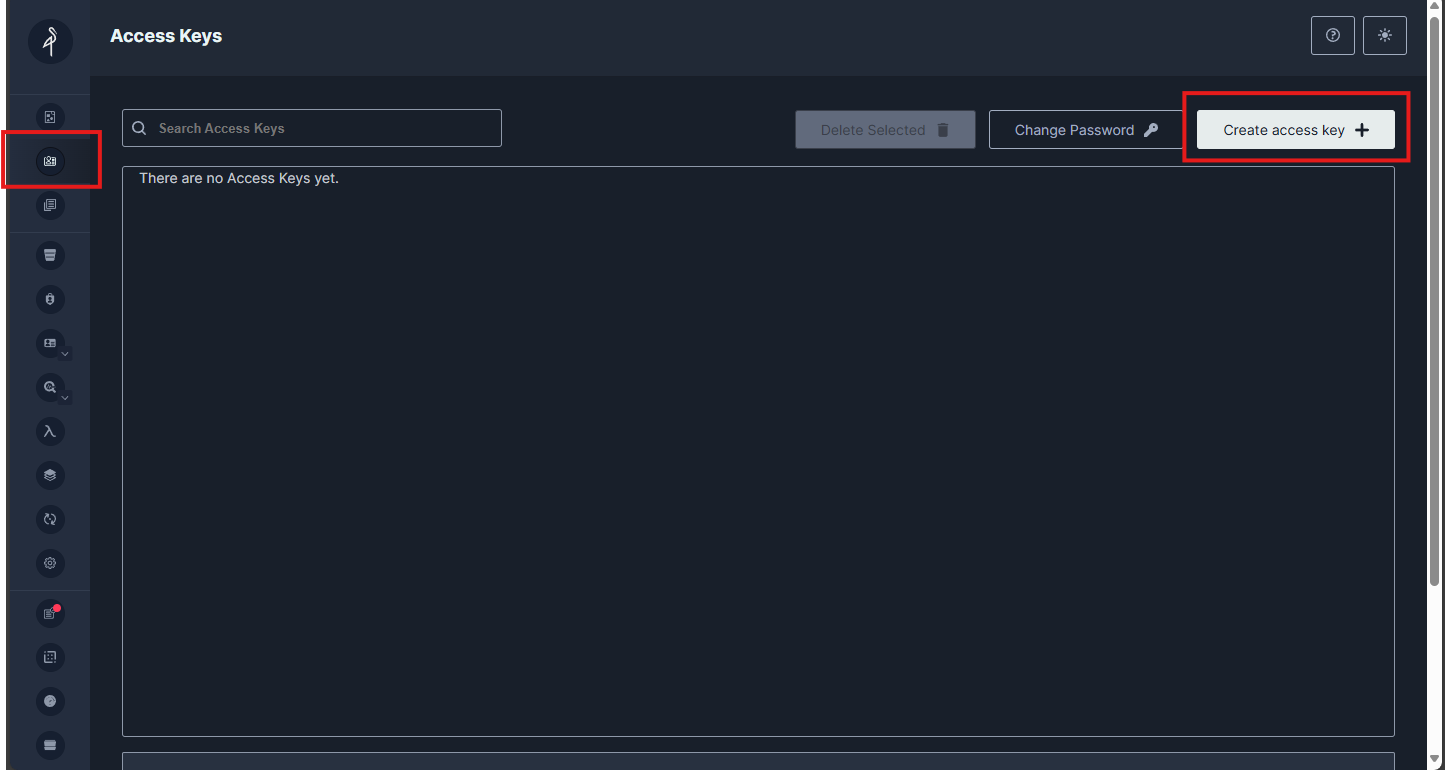 Access Keys
Search Access Keys
Delete Selected
Change Password
Create access key
There are no Access Keys yet.